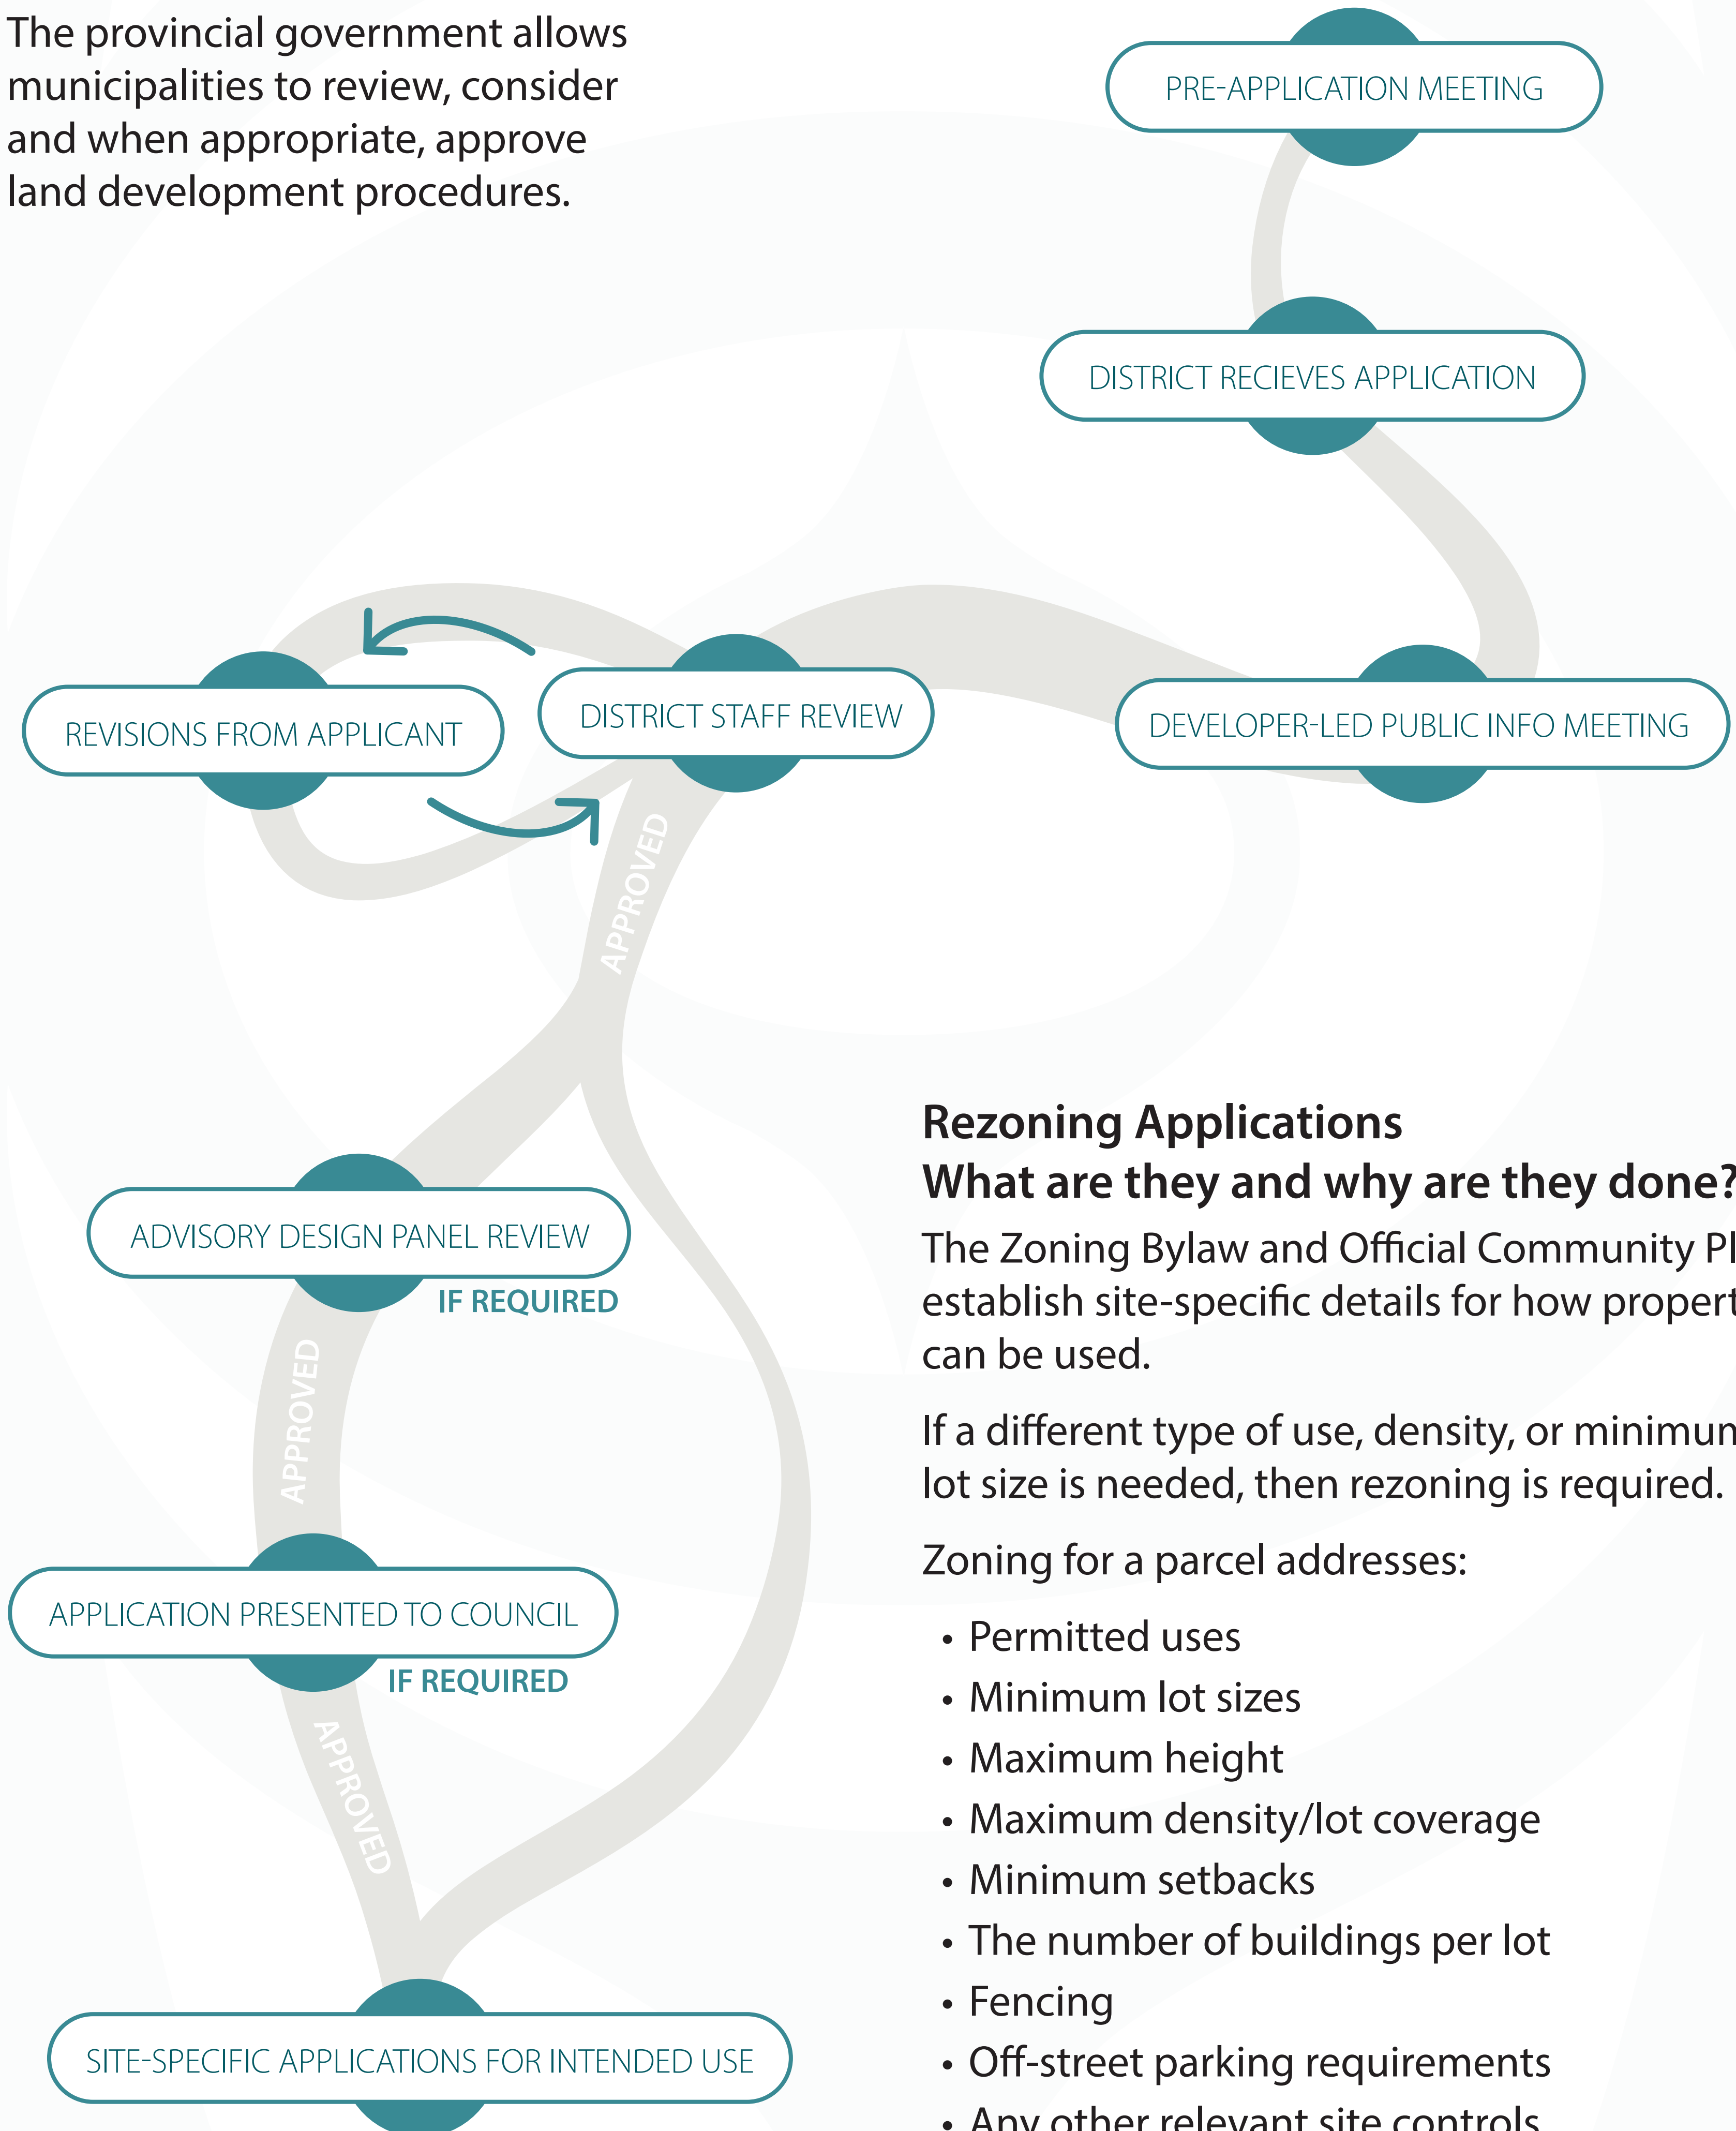 The provincial government allows
municipalities to review, consider
and when appropriate, approve
land development procedures.
PRE-APPLICATION MEETING
DISTRICT RECIEVES APPLICATION
DEVELOPER-LED PUBLIC INFO MEETING
DISTRICT STAFF REVIEW
REVISIONS FROM APPLICANT
APPROVED
ADVISORY DESIGN PANEL REVIEW
IF REQUIRED
APPROVED
APPLICATION PRESENTED TO COUNCIL
IF REQUIRED
APPROVED
SITE-SPECIFIC APPLICATIONS FOR INTENDED USE
Rezoning Applications
What are they and why are they done?
The Zoning Bylaw and Official Community
establish site-specific details for how
can be used.
If a different type of use, density, or
lot size is needed, then rezoning is required.
Zoning for a parcel addresses:
• Permitted uses
• Minimum lot sizes
• Maximum height
• Maximum density/lot coverage
• Minimum setbacks
• The number of buildings per lot
• Fencing
• Off-street parking requirements
• Any other relevant site controls